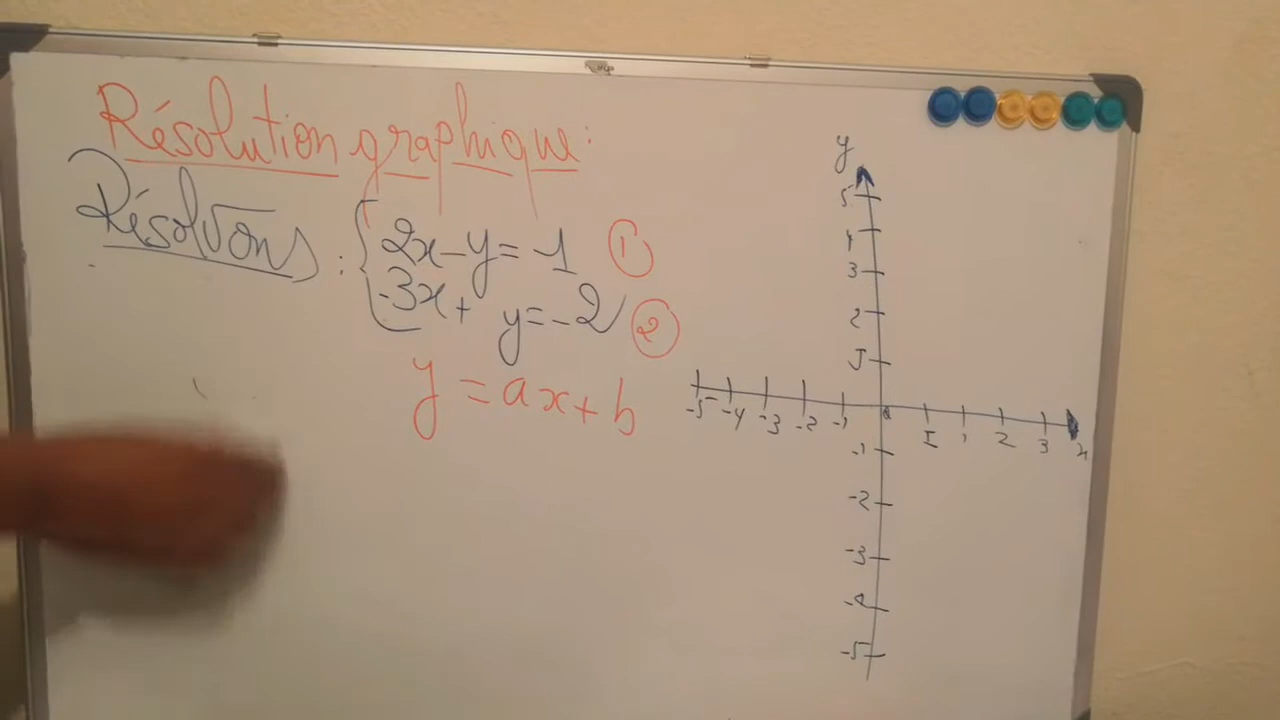 Résolution graphique:
Résolvons: 2x-y=1 ①
-3x+ y=-2 ②
y = ax+b
y
5
4
3
2
J
-5 -4 -3 -2 -1 0 I 1 2 3 x
-1
-2
-3
-4
-5